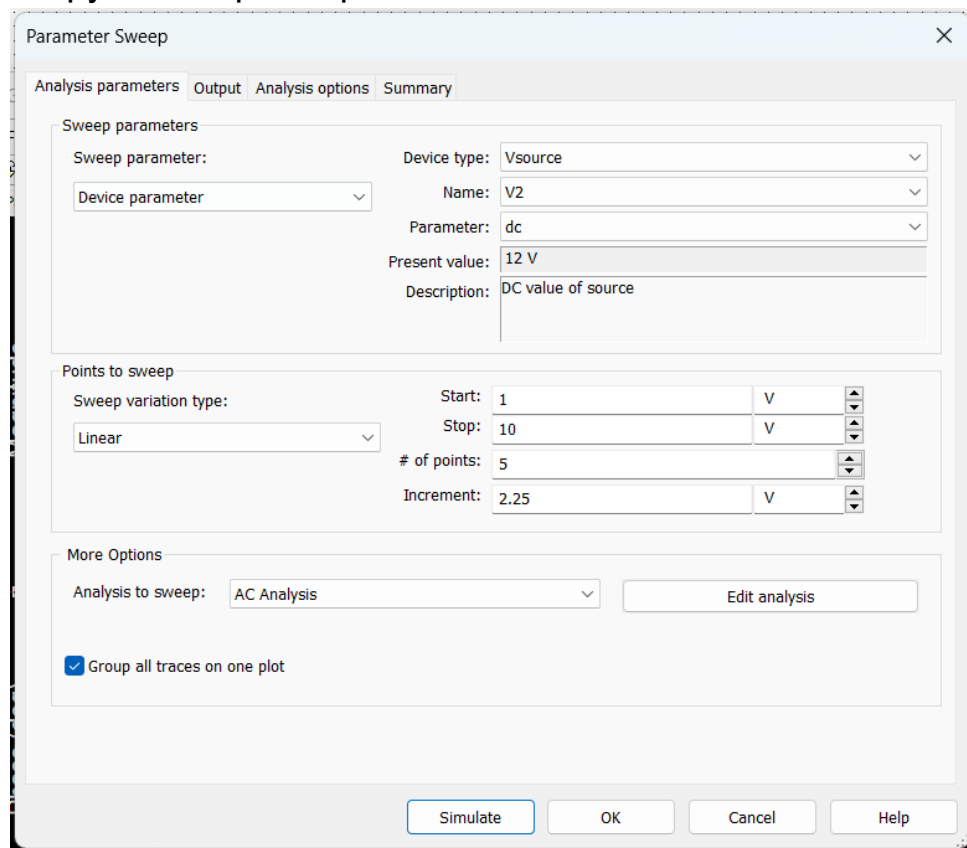 Parameter Sweep
Analysis parameters Output Analysis options Summary
Sweep parameters
Sweep parameter: Device type: Vsource
Device parameter Name: V2
Parameter: dc
Present value: 12 V
Description: DC value of source
Points to sweep
Sweep variation type: Start: 1 V
Linear Stop: 10 V
# of points: 5
Increment: 2.25 V
More Options
Analysis to sweep: AC Analysis Edit analysis
Group all traces on one plot
Simulate OK Cancel Help